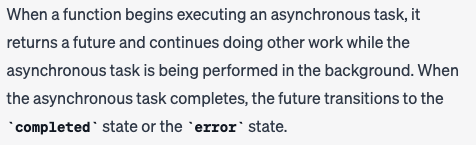 When a function begins executing an asynchronous task, it
returns a future and continues doing other work while the
asynchronous task is being performed in the background. When
the asynchronous task completes, the future transitions to the
`completed` state or the `error` state.